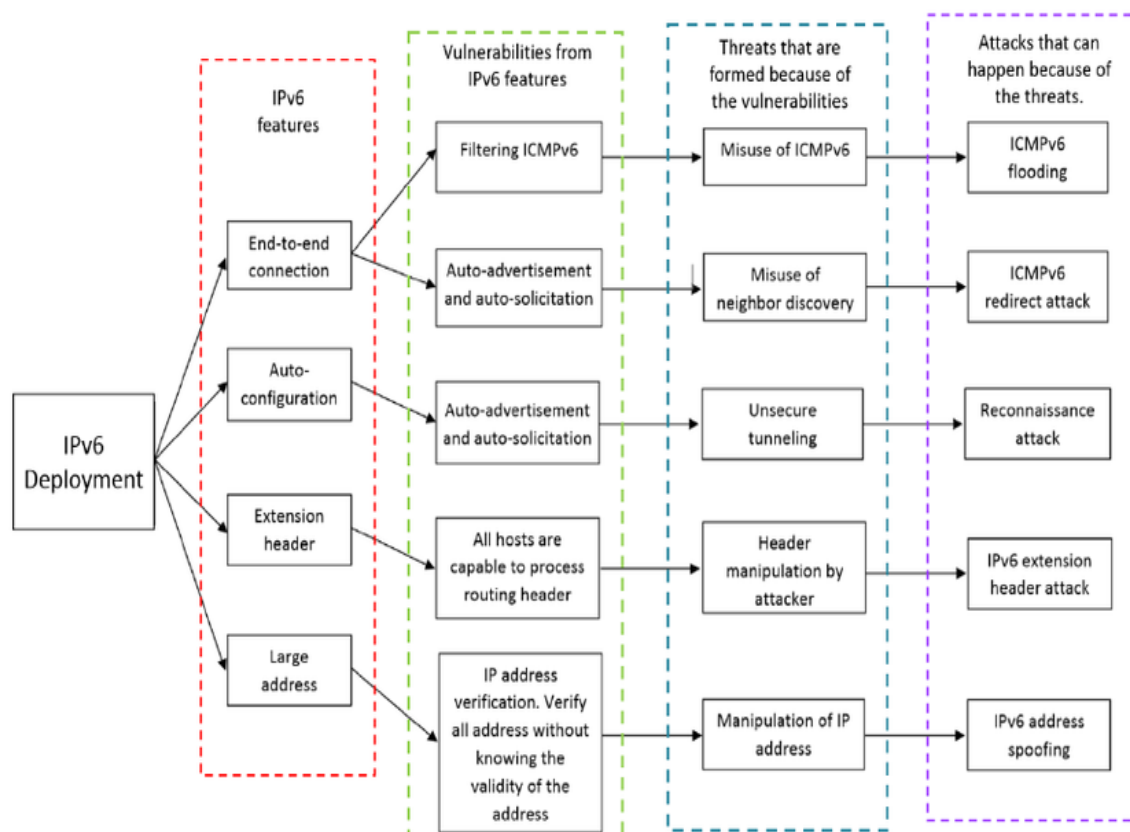 IPv6
Deployment
IPv6
features
End-to-end
connection
Auto-
configuration
Extension
header
Large
address
Vulnerabilities from
IPv6 features
Filtering ICMPv6
Auto-advertisement
and auto-solicitation
Auto-advertisement
and auto-solicitation
All hosts are
capable to process
routing header
IP address
verification. Verify
all address without
knowing the
validity of the
address
Threats that are
formed because of
the vulnerabilities
Misuse of ICMPv6
Misuse of
neighbor discovery
Unsecure
tunneling
Header
manipulation by
attacker
Manipulation of IP
address
Attacks that can
happen because of
the threats.
ICMPv6
flooding
ICMPv6
redirect attack
Reconnaissance
attack
IPv6 extension
header attack
IPv6 address
spoofing